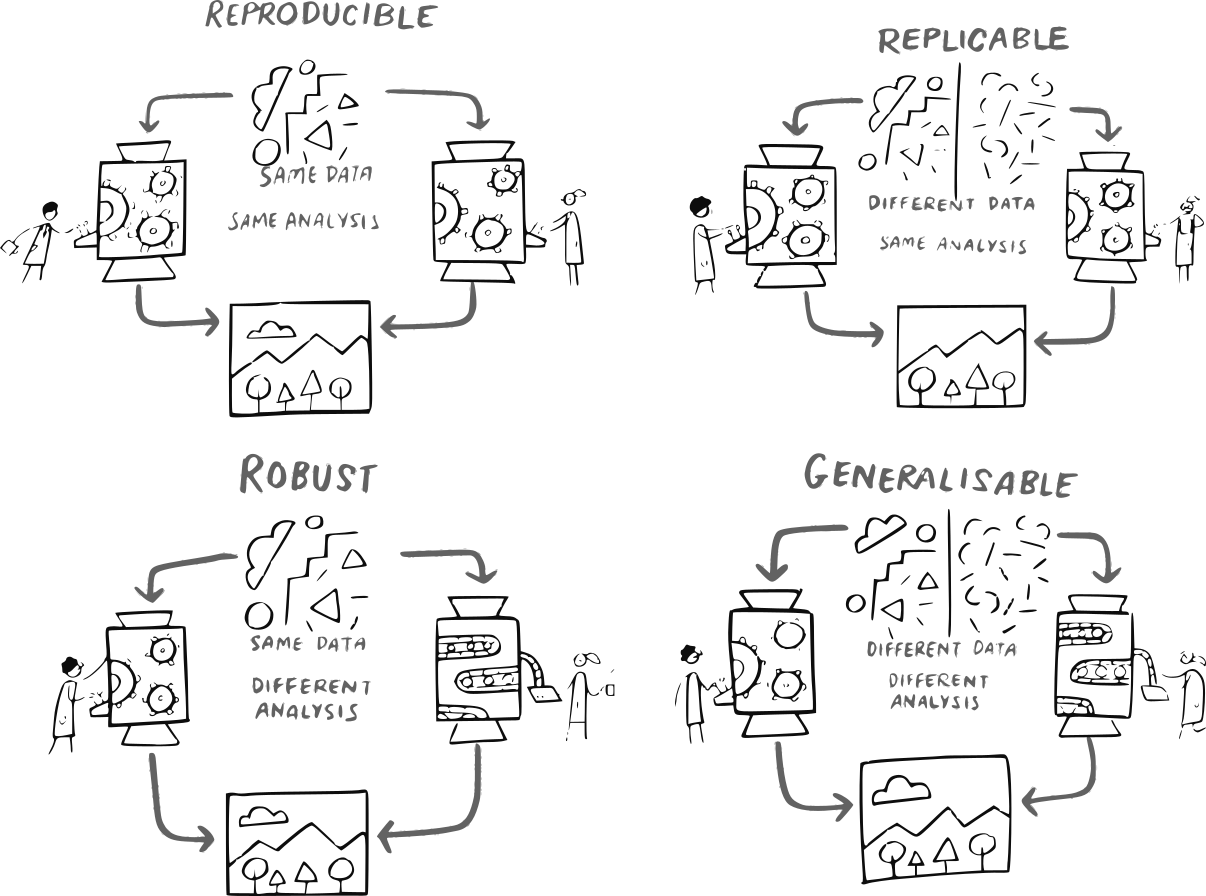 REPRODUCIBLE
SAME DATA
SAME ANALYSIS
REPLICABLE
DIFFERENT DATA
SAME ANALYSIS
ROBUST
SAME DATA
DIFFERENT
ANALYSIS
GENERALISABLE
DIFFERENT DATA
DIFFERENT
ANALYSIS